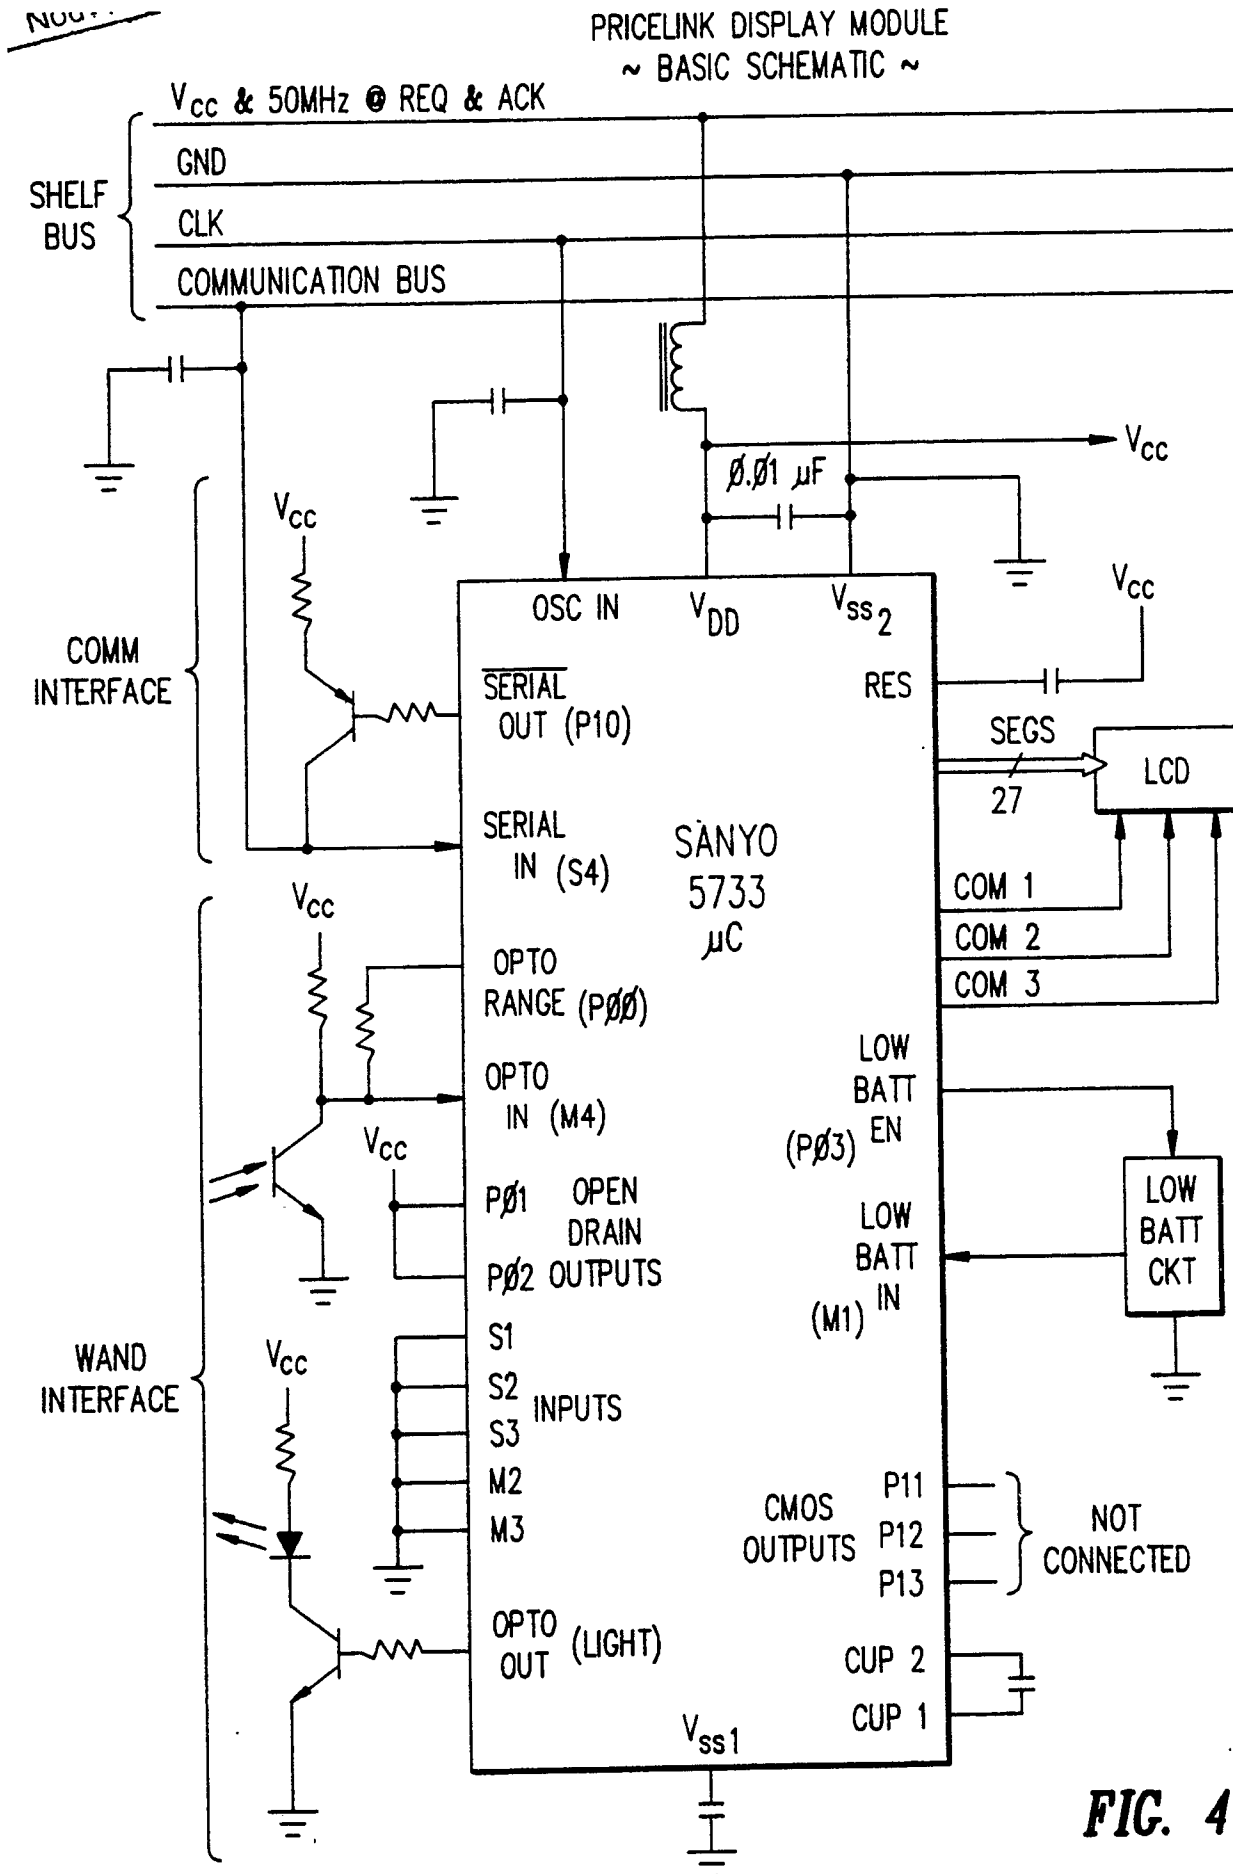 PRICELINK DISPLAY MODULE
~ BASIC SCHEMATIC ~
VCC & 50MHz @ REQ & ACK
GND
SHELF
BUS
CLK
COMMUNICATION BUS
VCC
Ø.Ø1 µF
VCC
OSC IN
VDD
VSS2
VCC
COMM
INTERFACE
SERIAL
OUT (P10)
RES
SEGS
27
LCD
SERIAL
IN (S4)
SANYO
5733
µC
COM 1
COM 2
COM 3
VCC
OPTO
RANGE (PØØ)
OPTO
IN (M4)
LOW
BATT
EN
(PØ3)
VCC
PØ1
OPEN
DRAIN
PØ2 OUTPUTS
LOW
BATT
IN
(M1)
LOW
BATT
CKT
WAND
INTERFACE
VCC
S1
S2
S3
M2
M3
INPUTS
CMOS
OUTPUTS
P11
P12
P13
NOT
CONNECTED
OPTO
OUT (LIGHT)
CUP 2
CUP 1
VSS1
FIG. 4